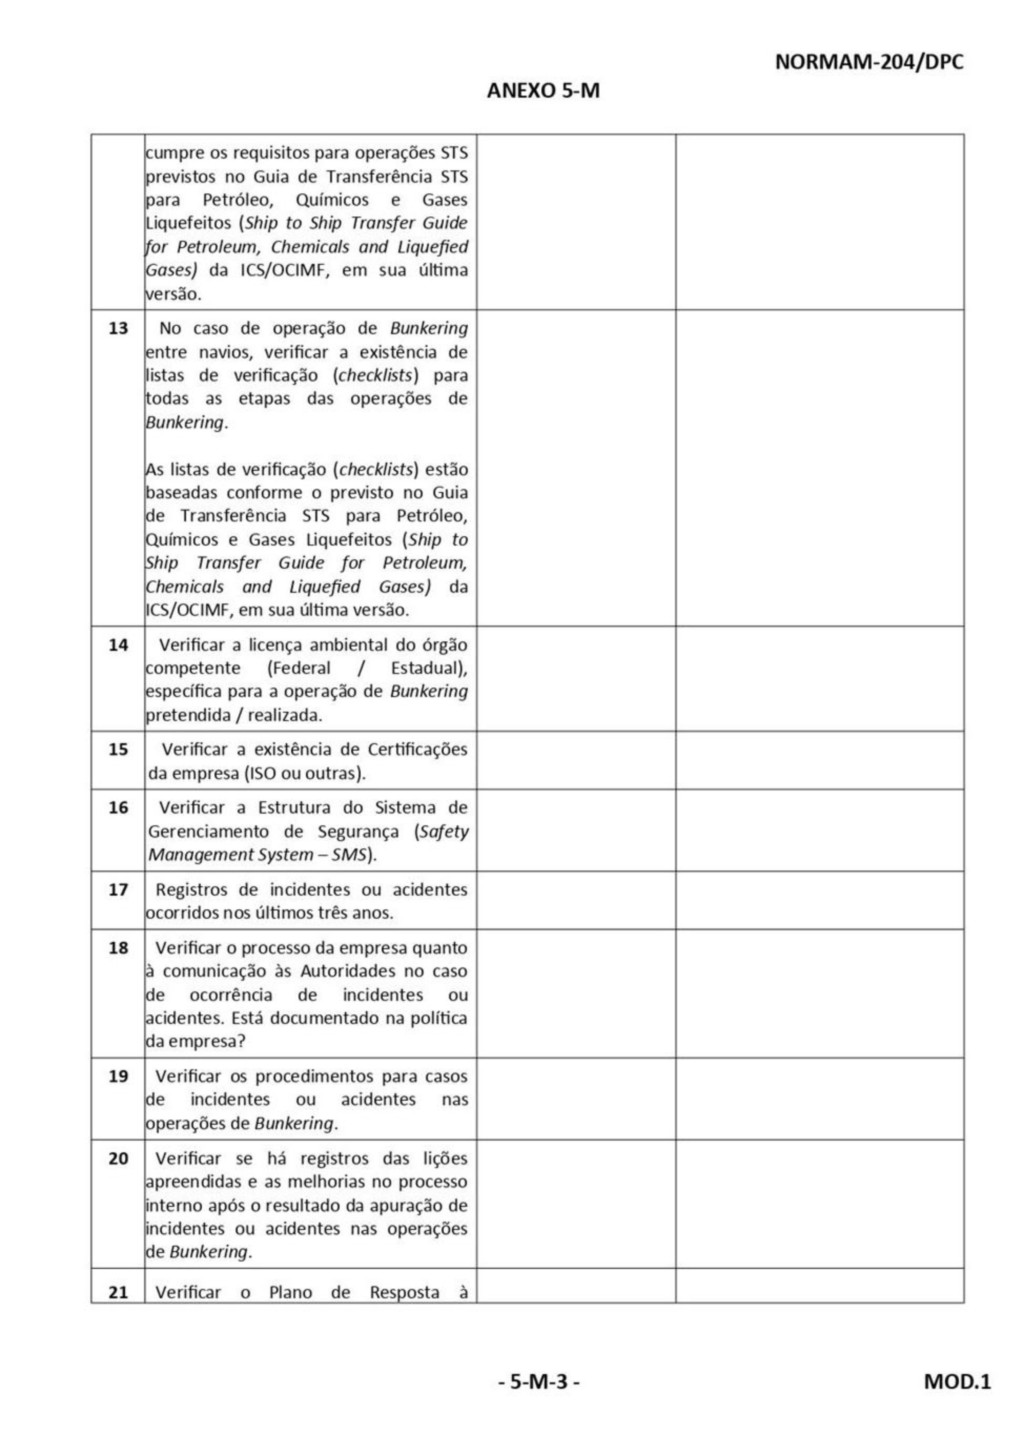 NORMAM-204/DPC
ANEXO 5-M
cumpre os requisitos para operações STS
previstos no Guia de Transferência STS
para Petróleo, Químicos e Gases
Liquefeitos (Ship to Ship Transfer Guide
for Petroleum, Chemicals and Liquefied
Gases) da ICS/OCIMF, em sua última
versão.
13 No caso de operação de Bunkering
entre navios, verificar a existência de
listas de verificação (checklists) para
todas as etapas das operações de
Bunkering.
As listas de verificação (checklists) estão
baseadas conforme o previsto no Guia
de Transferência STS para Petróleo,
Químicos e Gases Liquefeitos (Ship to
Ship Transfer Guide for Petroleum,
Chemicals and Liquefied Gases) da
ICS/OCIMF, em sua última versão.
14 Verificar a licença ambiental do órgão
competente (Federal / Estadual),
específica para a operação de Bunkering
pretendida / realizada.
15 Verificar a existência de Certificações
da empresa (ISO ou outras).
16 Verificar a Estrutura do Sistema de
Gerenciamento de Segurança (Safety
Management System – SMS).
17 Registros de incidentes ou acidentes
ocorridos nos últimos três anos.
18 Verificar o processo da empresa quanto
à comunicação às Autoridades no caso
de ocorrência de incidentes ou
acidentes. Está documentado na política
da empresa?
19 Verificar os procedimentos para casos
de incidentes ou acidentes nas
operações de Bunkering.
20 Verificar se há registros das lições
apreendidas e as melhorias no processo
interno após o resultado da apuração de
incidentes ou acidentes nas operações
de Bunkering.
21 Verificar o Plano de Resposta à
- 5-M-3 -
MOD.1